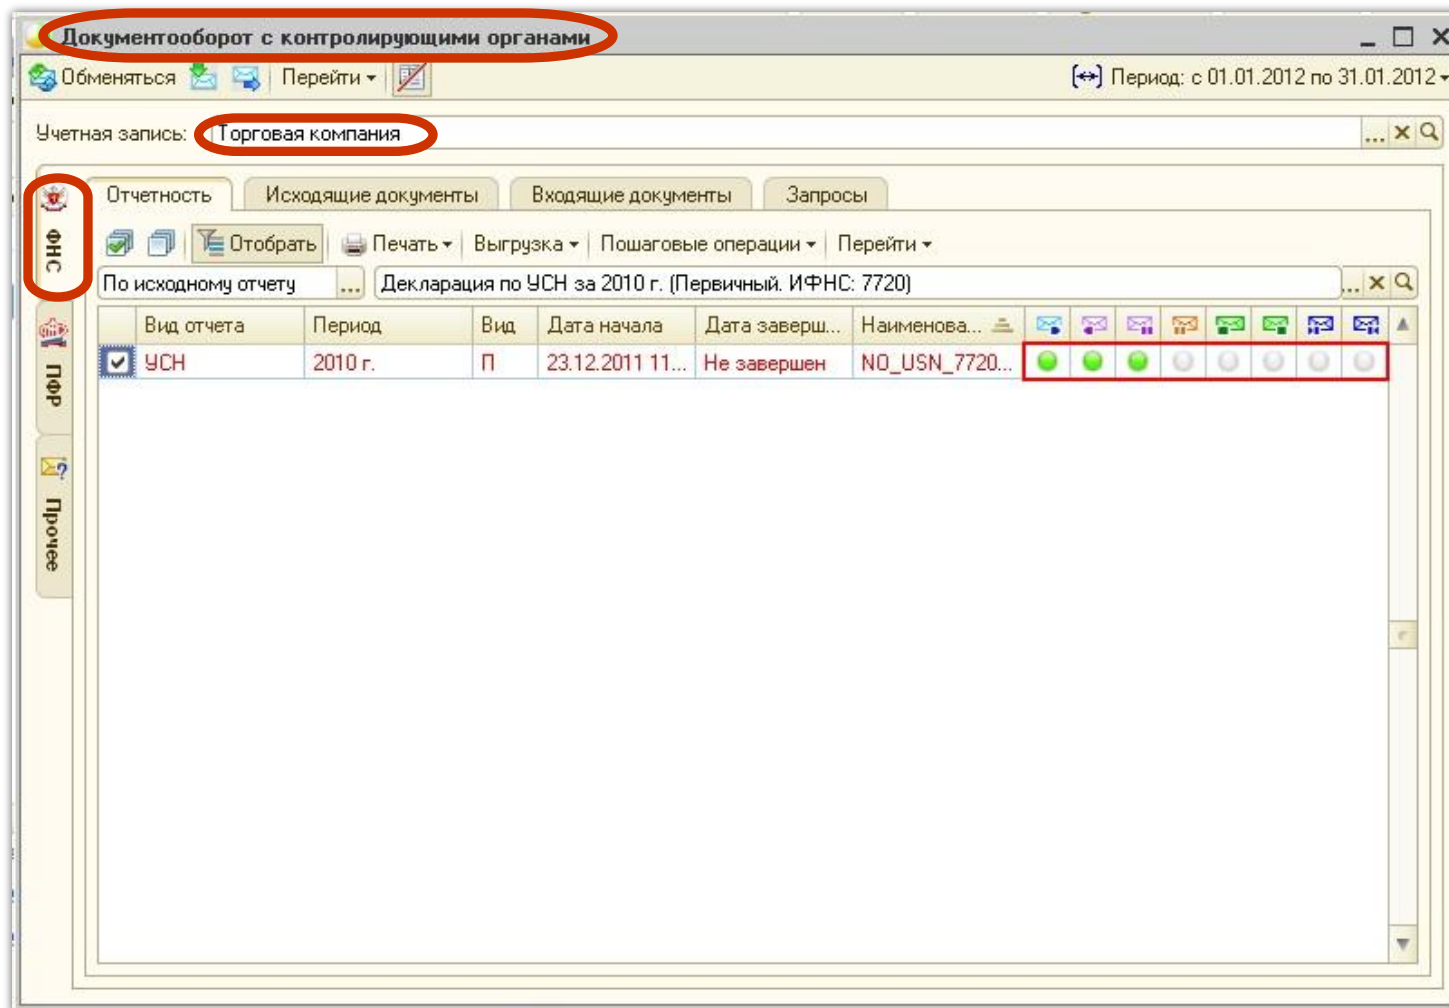 Документооборот с контролирующими органами
Обменяться Перейти Период: с 01.01.2012 по 31.01.2012
Учетная запись: Торговая компания ...
ФНС
ПФР
Прочее
Отчетность Исходящие документы Входящие документы Запросы
Отобрать Печать Выгрузка Пошаговые операции Перейти
По исходному отчету ... Декларация по УСН за 2010 г. (Первичный. ИФНС: 7720) ...
Вид отчета Период Вид Дата начала Дата заверш... Наименова...
УСН 2010 г. П 23.12.2011 11... Не завершен NO_USN_7720...